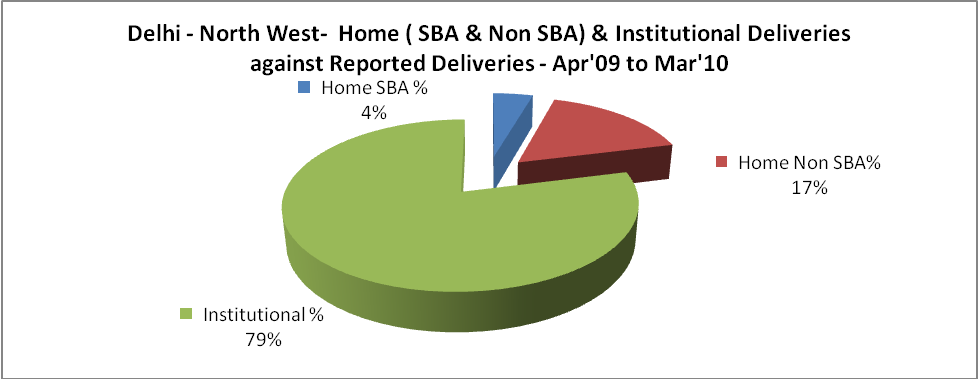 Delhi - North West-  Home ( SBA & Non SBA) & Institutional Deliveries
against Reported Deliveries - Apr'09 to Mar'10
Home SBA %
4%
Home Non SBA%
17%
Institutional %
79%